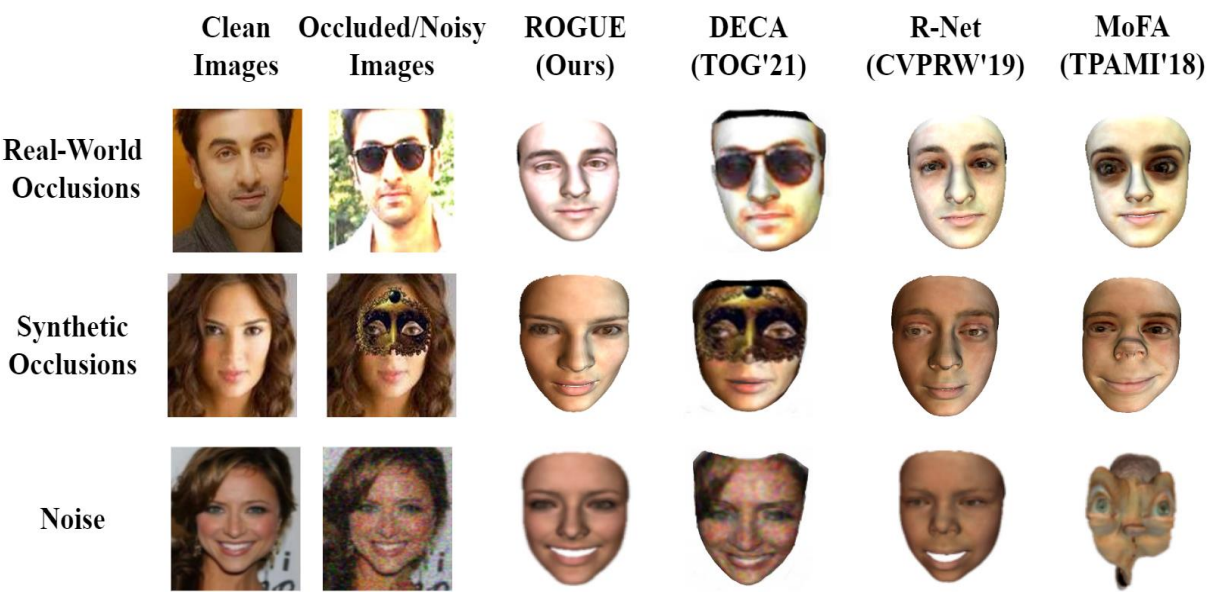 Clean Occluded/Noisy ROGUE DECA R-Net MoFA
Images Images (Ours) (TOG'21) (CVPRW'19) (TPAMI'18)
Real-World
Occlusions
Synthetic
Occlusions
Noise